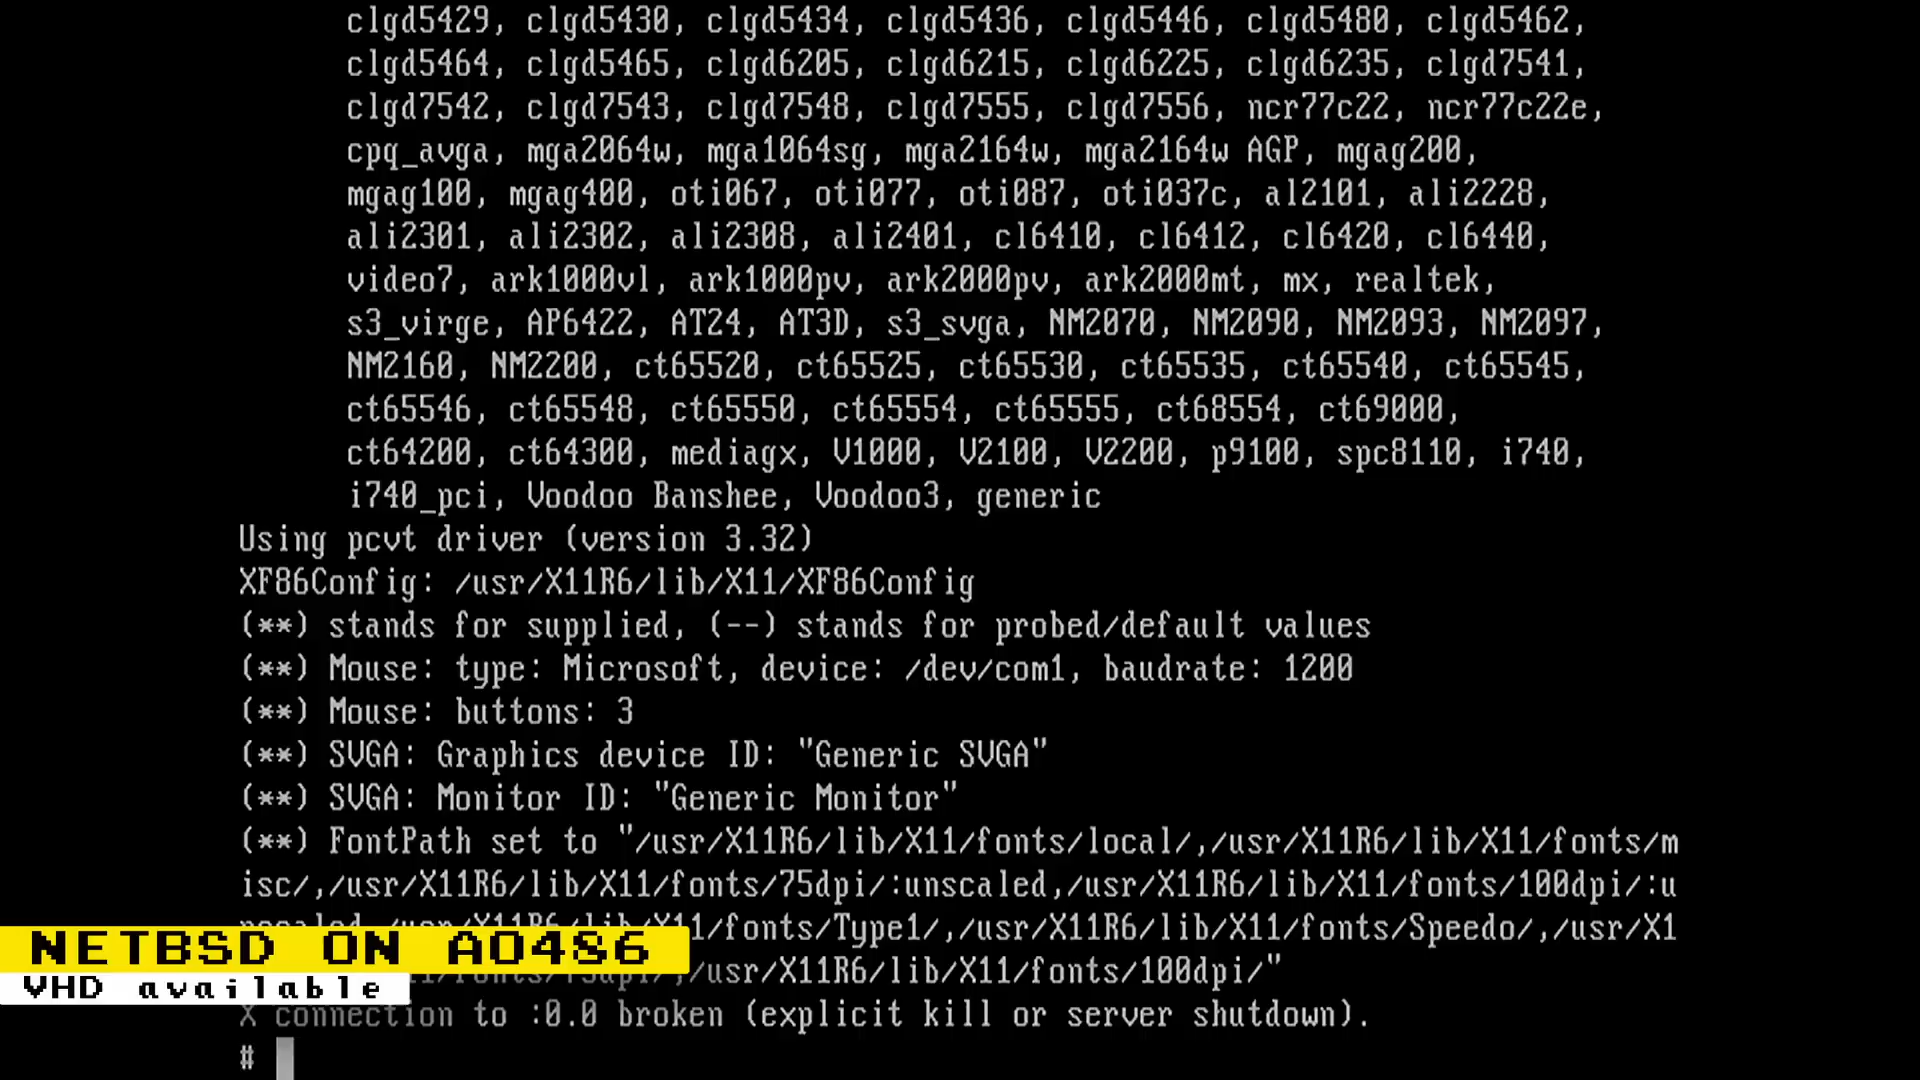 clgd5429, clgd5430, clgd5434, clgd5436, clgd5446, clgd5480, clgd5462,
clgd5464, clgd5465, clgd6205, clgd6215, clgd6225, clgd6235, clgd7541,
clgd7542, clgd7543, clgd7548, clgd7555, clgd7556, ncr77c22, ncr77c22e,
cpq_avga, mga2064w, mga1064sg, mga2164w, mga2164w AGP, mgag200,
mgag100, mgag400, oti067, oti077, oti087, oti037c, al2101, ali2228,
ali2301, ali2302, ali2308, ali2401, cl6410, cl6412, cl6420, cl6440,
video7, ark1000vl, ark1000pv, ark2000pv, ark2000mt, mx, realtek,
s3_virge, AP6422, AT24, AT3D, s3_svga, NM2070, NM2090, NM2093, NM2097,
NM2160, NM2200, ct65520, ct65525, ct65530, ct65535, ct65540, ct65545,
ct65546, ct65548, ct65550, ct65554, ct65555, ct68554, ct69000,
ct64200, ct64300, mediagx, V1000, V2100, V2200, p9100, spc8110, i740,
i740_pci, Voodoo Banshee, Voodoo3, generic
Using pcvt driver (version 3.32)
XF86Config: /usr/X11R6/lib/X11/XF86Config
(**) stands for supplied, (--) stands for probed/default values
(**) Mouse: type: Microsoft, device: /dev/com1, baudrate: 1200
(**) Mouse: buttons: 3
(**) SVGA: Graphics device ID: "Generic SVGA"
(**) SVGA: Monitor ID: "Generic Monitor"
(**) FontPath set to "/usr/X11R6/lib/X11/fonts/local/,/usr/X11R6/lib/X11/fonts/m
isc/,/usr/X11R6/lib/X11/fonts/75dpi/:unscaled,/usr/X11R6/lib/X11/fonts/100dpi/:u
1/fonts/Type1/,/usr/X11R6/lib/X11/fonts/Speedo/,/usr/X1
/usr/X11R6/lib/X11/fonts/100dpi/"
X connection to :0.0 broken (explicit kill or server shutdown).
#
NETBSD ON AO486
VHD available